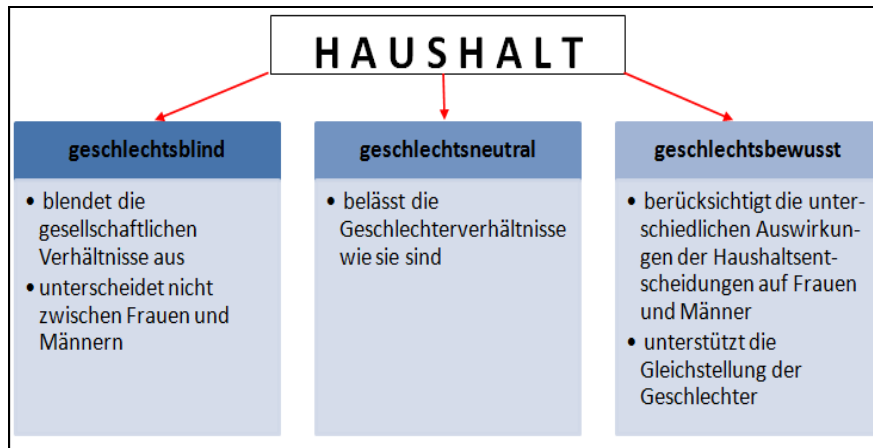 HAUSHALT
geschlechtsblind
• blendet die
gesellschaftlichen
Verhältnisse aus
• unterscheidet nicht
zwischen Frauen und
Männern
geschlechtsneutral
• belässt die
Geschlechterverhältnisse
wie sie sind
geschlechtsbewusst
• berücksichtigt die unter-
schiedlichen Auswirkun-
gen der Haushaltsent-
scheidungen auf Frauen
und Männer
• unterstützt die
Gleichstellung der
Geschlechter